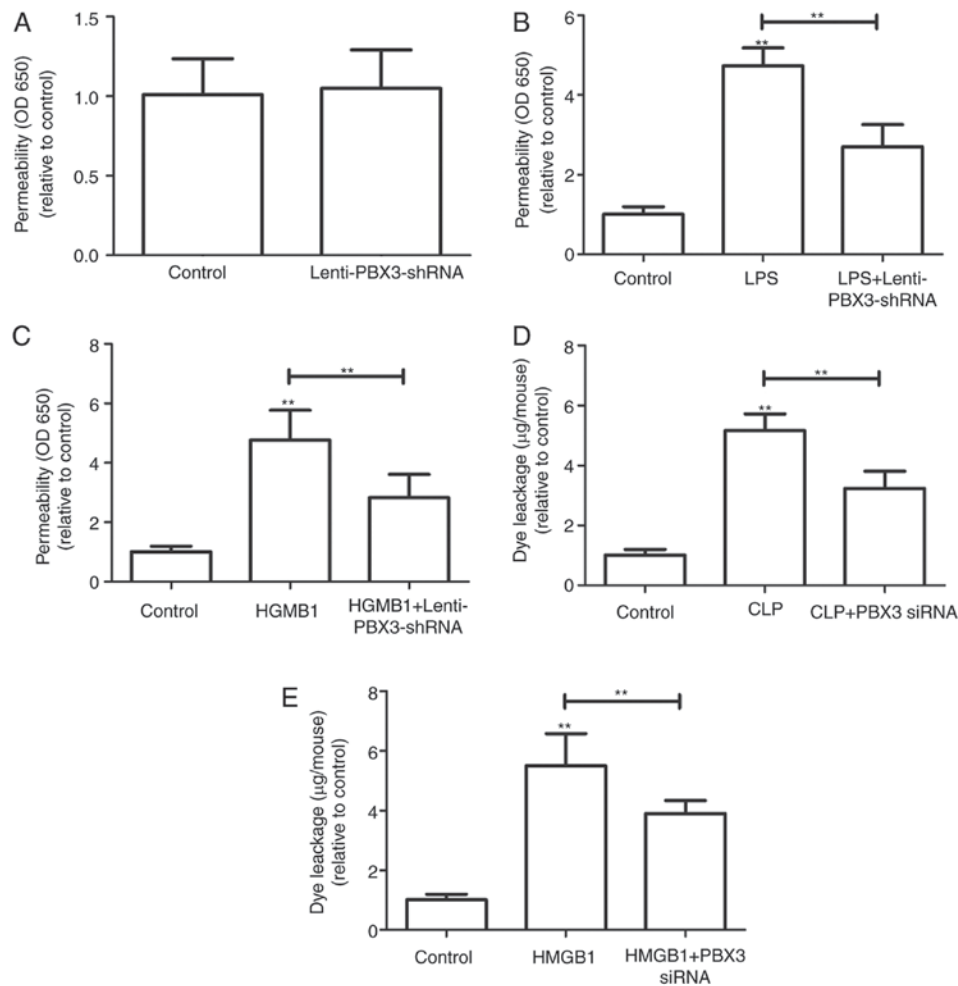 A
Permeability (OD 650)
(relative to control)
1.5
1.0
0.5
0.0
Control
Lenti-PBX3-shRNA
B
Permeability (OD 650)
(relative to control)
6
4
2
0
**
**
Control
LPS
LPS+Lenti-
PBX3-shRNA
C
Permeability (OD 650)
(relative to control)
8
6
4
2
0
**
**
Control
HGMB1
HGMB1+Lenti-
PBX3-shRNA
D
Dye leackage (µg/mouse)
(relative to control)
8
6
4
2
0
**
**
Control
CLP
CLP+PBX3 siRNA
E
Dye leackage (µg/mouse)
(relative to control)
8
6
4
2
0
**
**
Control
HMGB1
HMGB1+PBX3
siRNA